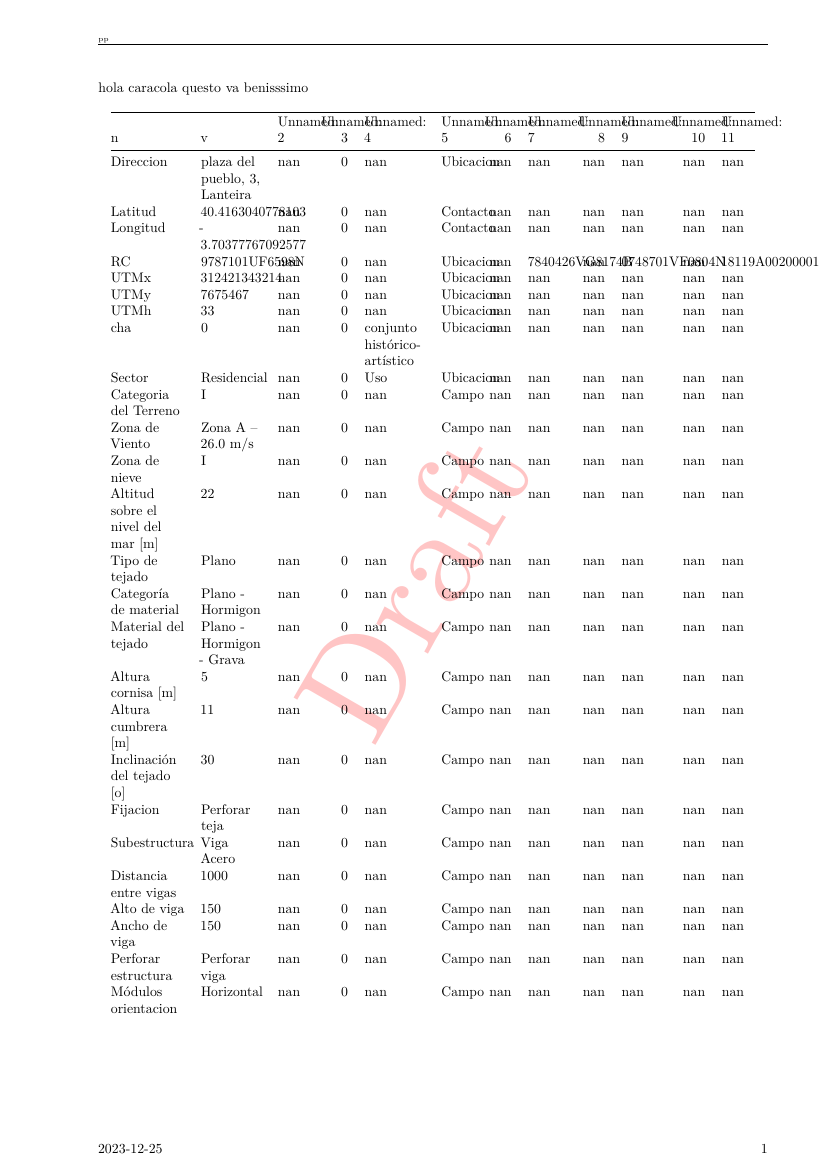 pp
hola caracola questo va benisssimo
Unnamed: Unnamed: Unnamed: Unnamed: Unnamed: Unnamed: Unnamed: Unnamed: Unnamed: Unnamed:
n v 2 3 4 5 6 7 8 9 10 11
Direccion plaza del nan 0 nan Ubicacion nan nan nan nan nan nan
pueblo, 3,
Lanteira
Latitud 40.4163040778103 nan 0 nan Contacto nan nan nan nan nan nan
Longitud - nan 0 nan Contacto nan nan nan nan nan nan
3.70377767092577
RC 9787101UF6598N nan 0 nan Ubicacion nan 7840426VG8174B nan 0748701VF0804N nan 18119A00200001
UTMx 312421343214 nan 0 nan Ubicacion nan nan nan nan nan nan
UTMy 7675467 nan 0 nan Ubicacion nan nan nan nan nan nan
UTMh 33 nan 0 nan Ubicacion nan nan nan nan nan nan
cha 0 nan 0 conjunto Ubicacion nan nan nan nan nan nan
histórico-
artístico
Sector Residencial nan 0 Uso Ubicacion nan nan nan nan nan nan
Categoria I nan 0 nan Campo nan nan nan nan nan nan
del Terreno
Zona de Zona A – nan 0 nan Campo nan nan nan nan nan nan
Viento 26.0 m/s
Zona de I nan 0 nan Campo nan nan nan nan nan nan
nieve
Altitud 22 nan 0 nan Campo nan nan nan nan nan nan
sobre el
nivel del
mar [m]
Tipo de Plano nan 0 nan Campo nan nan nan nan nan nan
tejado
Categoría Plano - nan 0 nan Campo nan nan nan nan nan nan
de material Hormigon
Material del Plano - nan 0 nan Campo nan nan nan nan nan nan
tejado Hormigon
- Grava
Altura 5 nan 0 nan Campo nan nan nan nan nan nan
cornisa [m]
Altura 11 nan 0 nan Campo nan nan nan nan nan nan
cumbrera
[m]
Inclinación 30 nan 0 nan Campo nan nan nan nan nan nan
del tejado
[o]
Fijacion Perforar nan 0 nan Campo nan nan nan nan nan nan
teja
Subestructura Viga nan 0 nan Campo nan nan nan nan nan nan
Acero
Distancia 1000 nan 0 nan Campo nan nan nan nan nan nan
entre vigas
Alto de viga 150 nan 0 nan Campo nan nan nan nan nan nan
Ancho de 150 nan 0 nan Campo nan nan nan nan nan nan
viga
Perforar Perforar nan 0 nan Campo nan nan nan nan nan nan
estructura viga
Módulos Horizontal nan 0 nan Campo nan nan nan nan nan nan
orientacion
Draft
2023-12-25 1